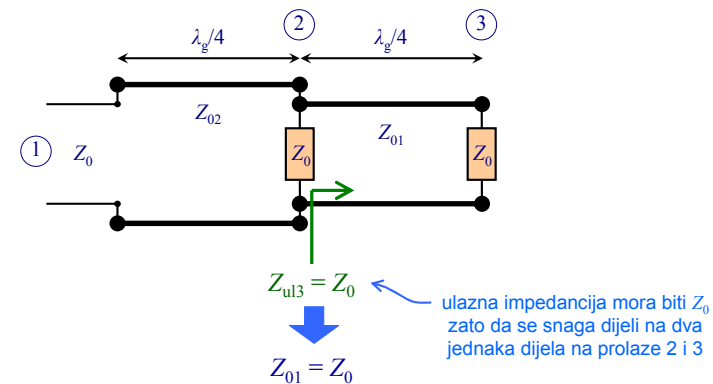 ② ③
λg/4 λg/4
Z02
① Z0 Z0 Z01 Z0
Zul3 = Z0
ulazna impedancija mora biti Z0
zato da se snaga dijeli na dva
jednaka dijela na prolaze 2 i 3
Z01 = Z0